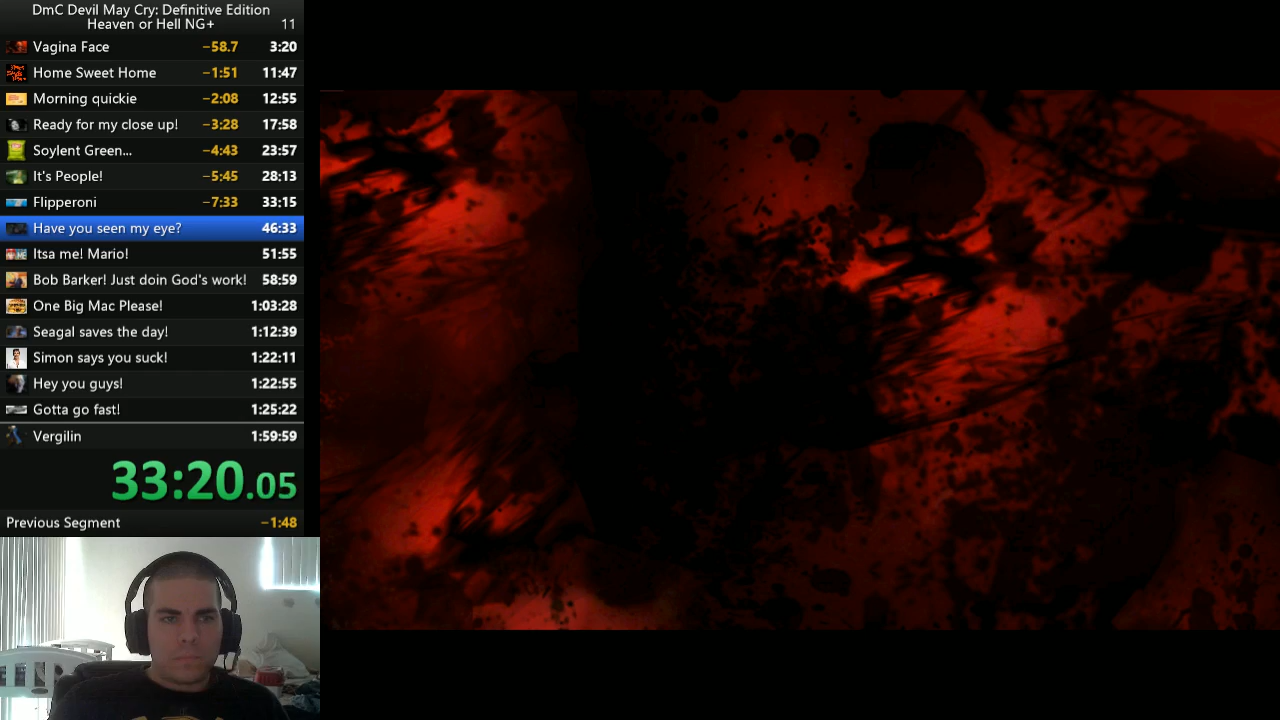 DmC Devil May Cry: Definitive Edition
Heaven or Hell NG+ 11
Vagina Face −58.7 3:20
Home Sweet Home −1:51 11:47
Morning quickie −2:08 12:55
Ready for my close up! −3:28 17:58
Soylent Green... −4:43 23:57
It's People! −5:45 28:13
Flipperoni −7:33 33:15
Have you seen my eye? 46:33
Itsa me! Mario! 51:55
Bob Barker! Just doin God's work! 58:59
One Big Mac Please! 1:03:28
Seagal saves the day! 1:12:39
Simon says you suck! 1:22:11
Hey you guys! 1:22:55
Gotta go fast! 1:25:22
Vergilin 1:59:59
33:20.05
Previous Segment −1:48